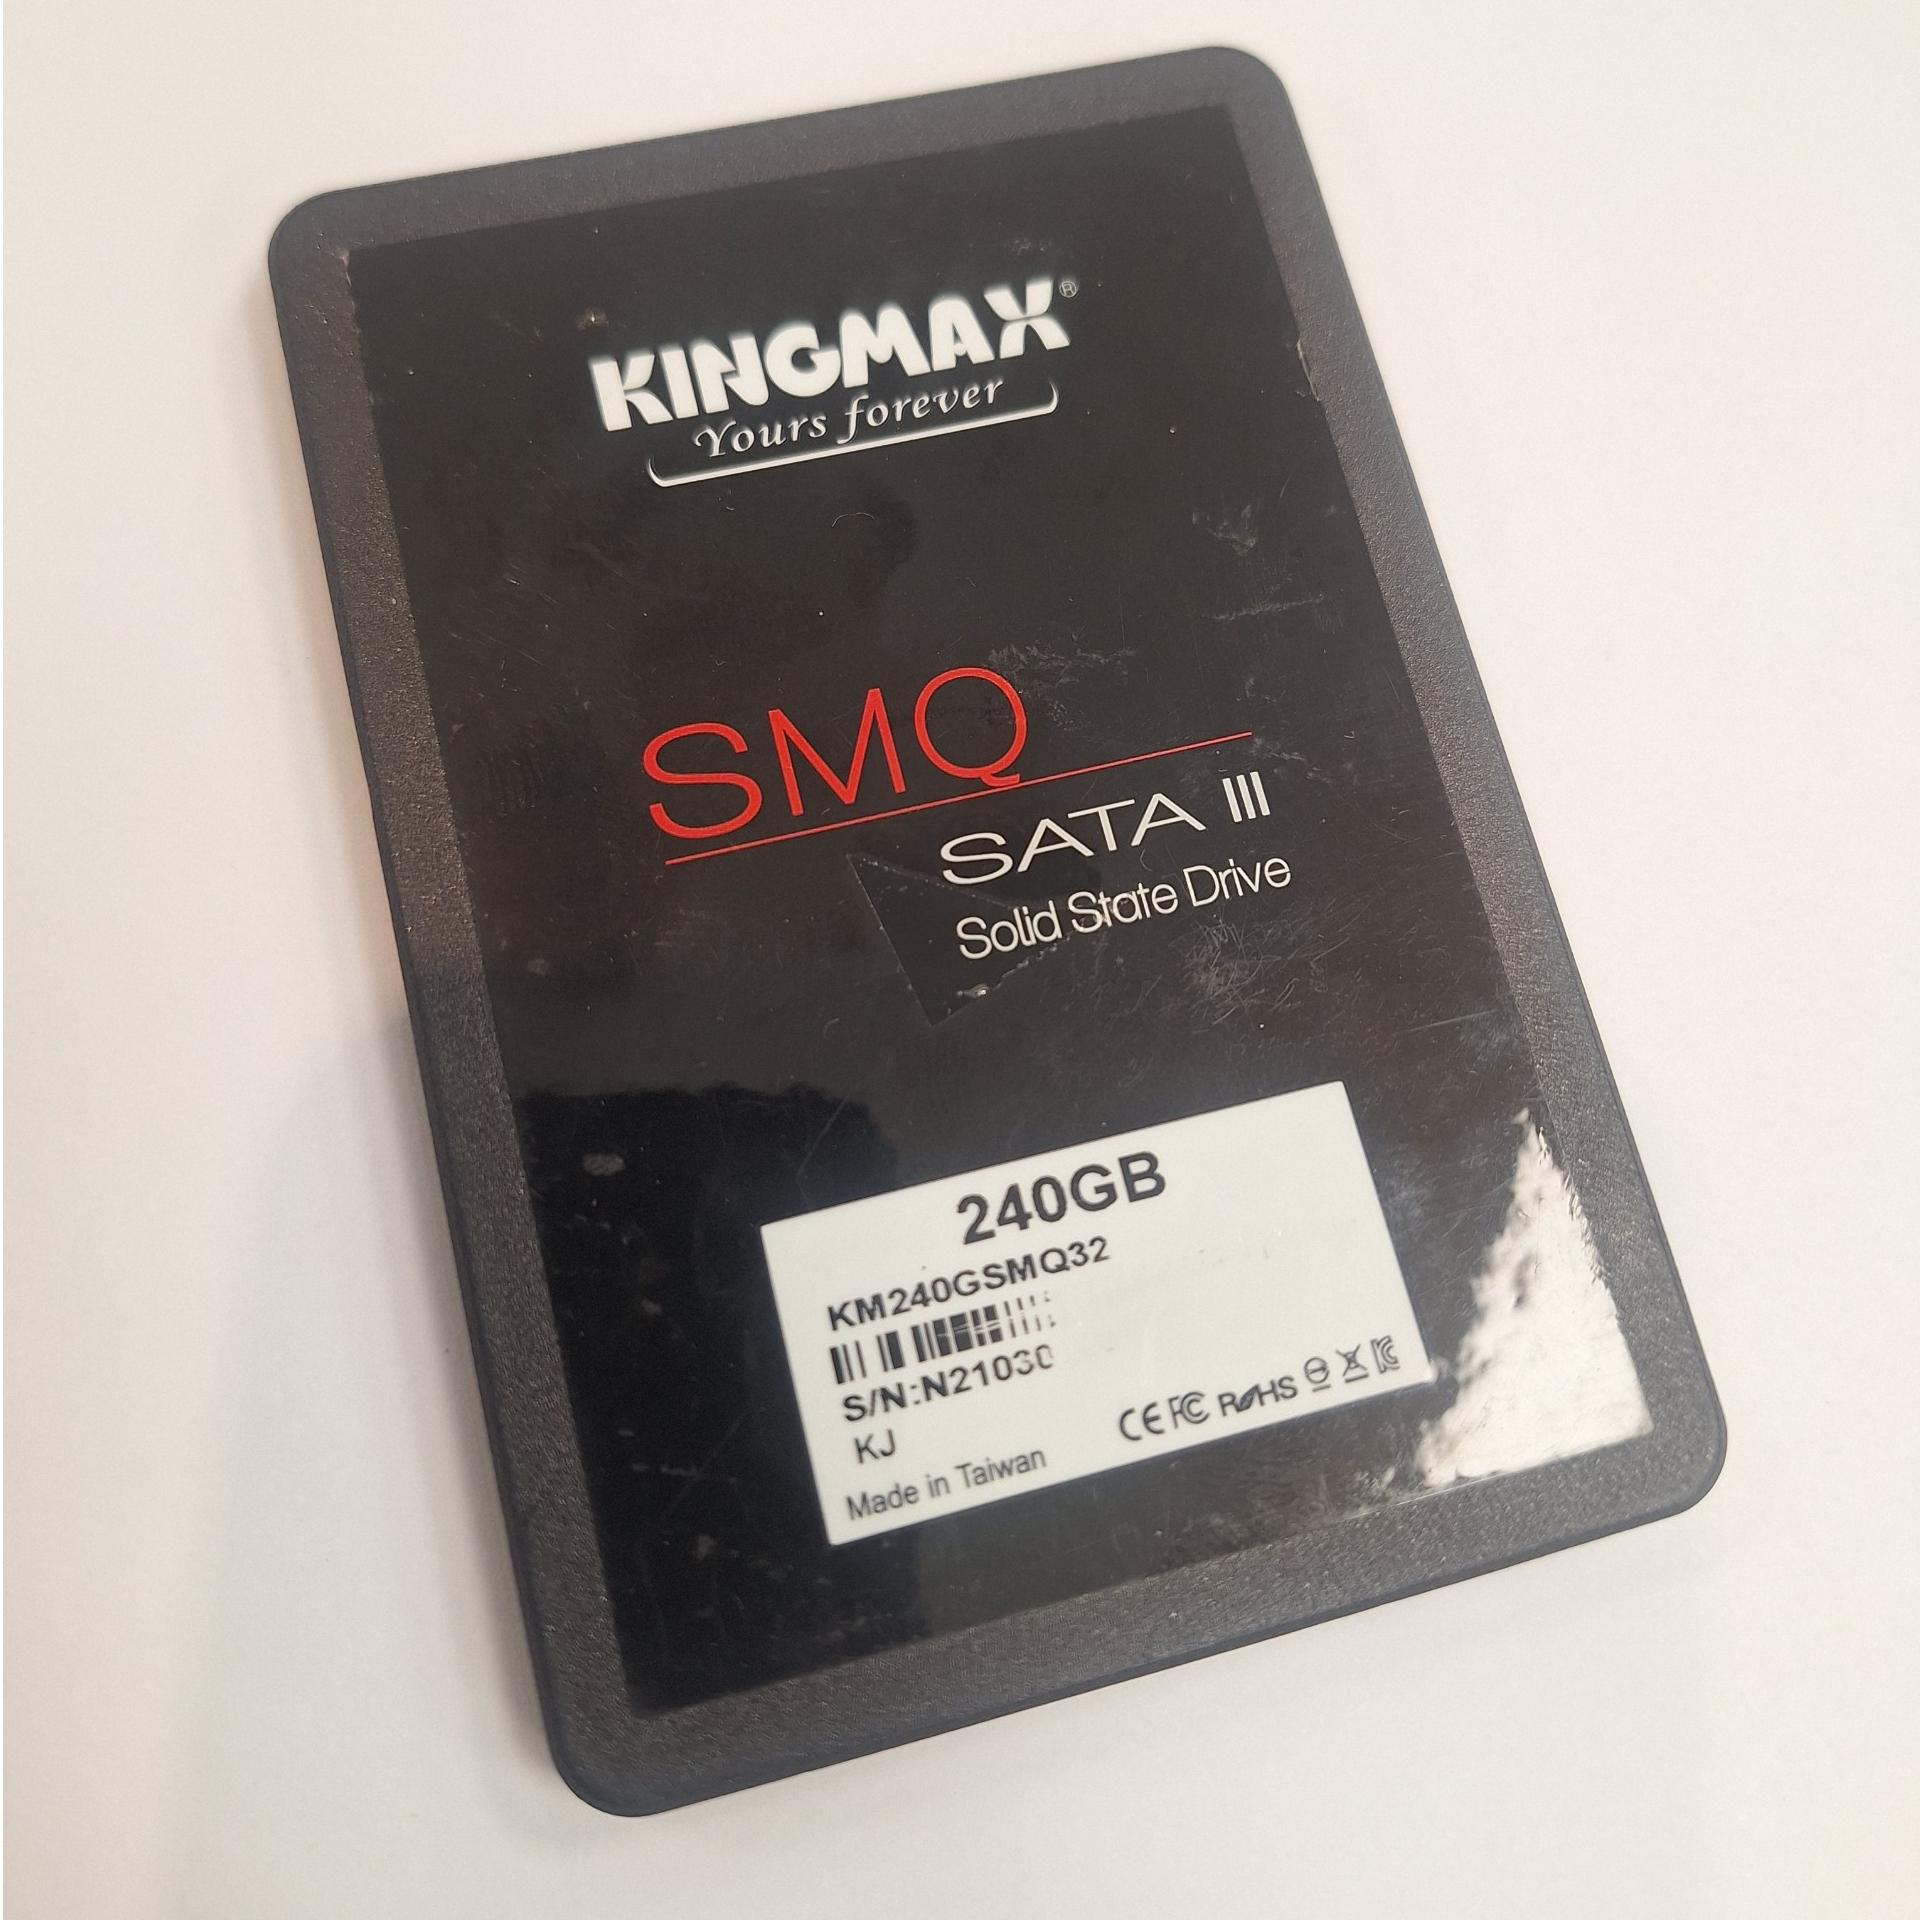 KINGMAX®
Yours forever
SMQ
SATA III
Solid State Drive
240GB
KM240GSMQ32
S/N:N21030
KJ
Made in Taiwan
CE FC RoHS